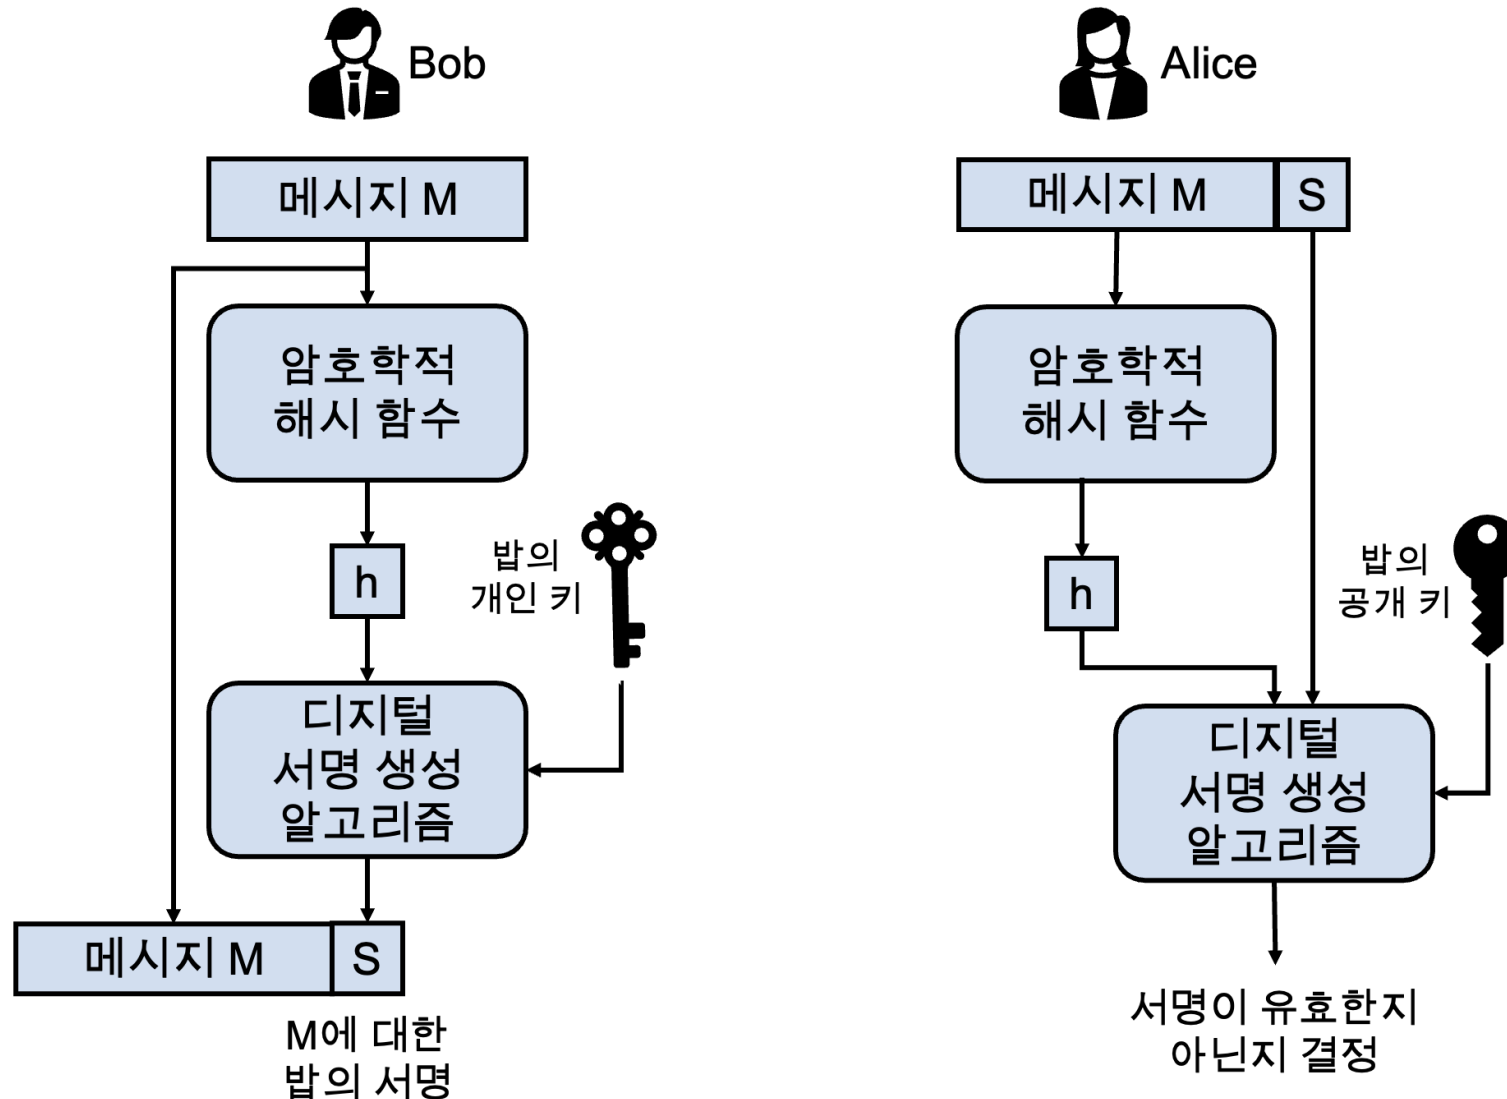 Bob
메시지 M
암호학적
해시 함수
h
밥의
개인 키
디지털
서명 생성
알고리즘
메시지 M
S
M에 대한
밥의 서명
Alice
메시지 M
S
암호학적
해시 함수
h
밥의
공개 키
디지털
서명 생성
알고리즘
서명이 유효한지
아닌지 결정